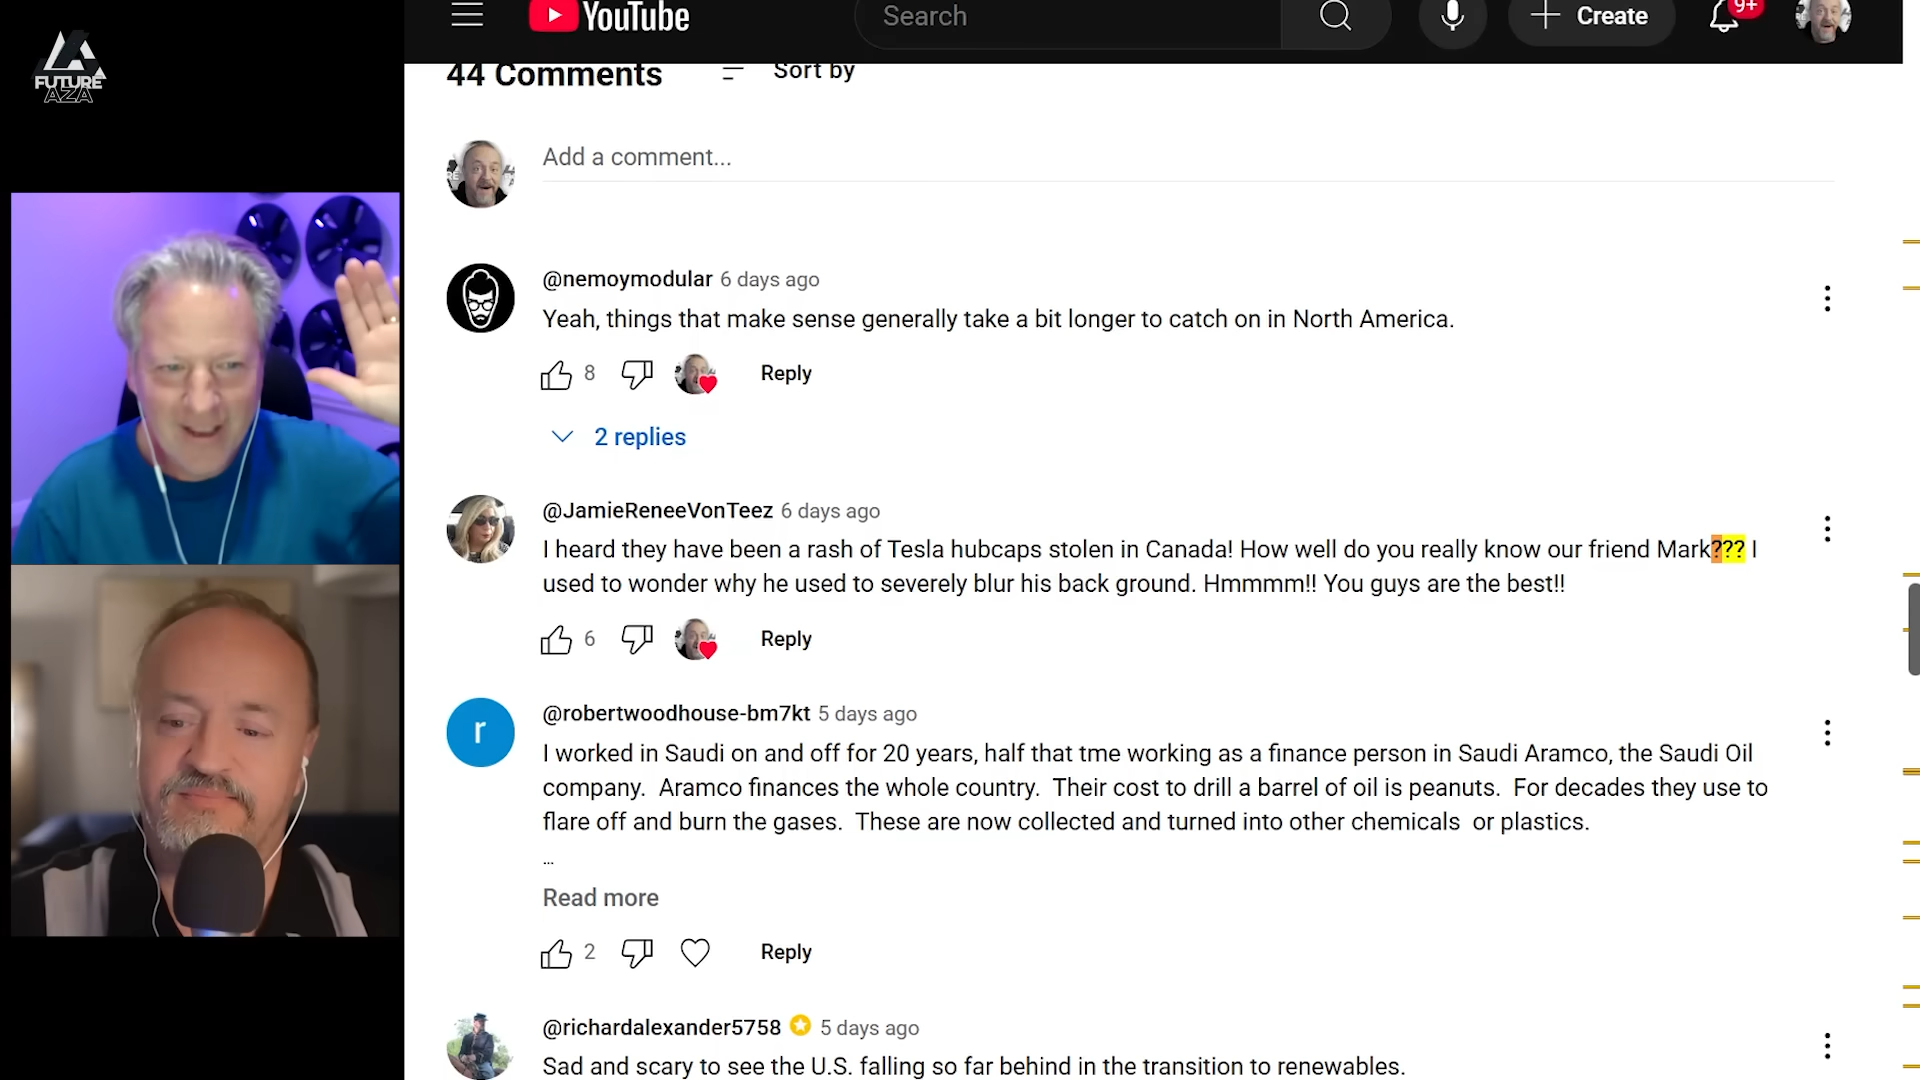 FUTURE
AZA
YouTube
Search
Create
9+
44 Comments
Sort by
Add a comment...
@nemoymodular 6 days ago
Yeah, things that make sense generally take a bit longer to catch on in North America.
8
Reply
2 replies
@JamieReneeVonTeez 6 days ago
I heard they have been a rash of Tesla hubcaps stolen in Canada! How well do you really know our friend Mark??? I
used to wonder why he used to severely blur his back ground. Hmmmm!! You guys are the best!!
6
Reply
r
@robertwoodhouse-bm7kt 5 days ago
I worked in Saudi on and off for 20 years, half that tme working as a finance person in Saudi Aramco, the Saudi Oil
company. Aramco finances the whole country. Their cost to drill a barrel of oil is peanuts. For decades they use to
flare off and burn the gases. These are now collected and turned into other chemicals or plastics.
...
Read more
2
Reply
@richardalexander5758 5 days ago
Sad and scary to see the U.S. falling so far behind in the transition to renewables.